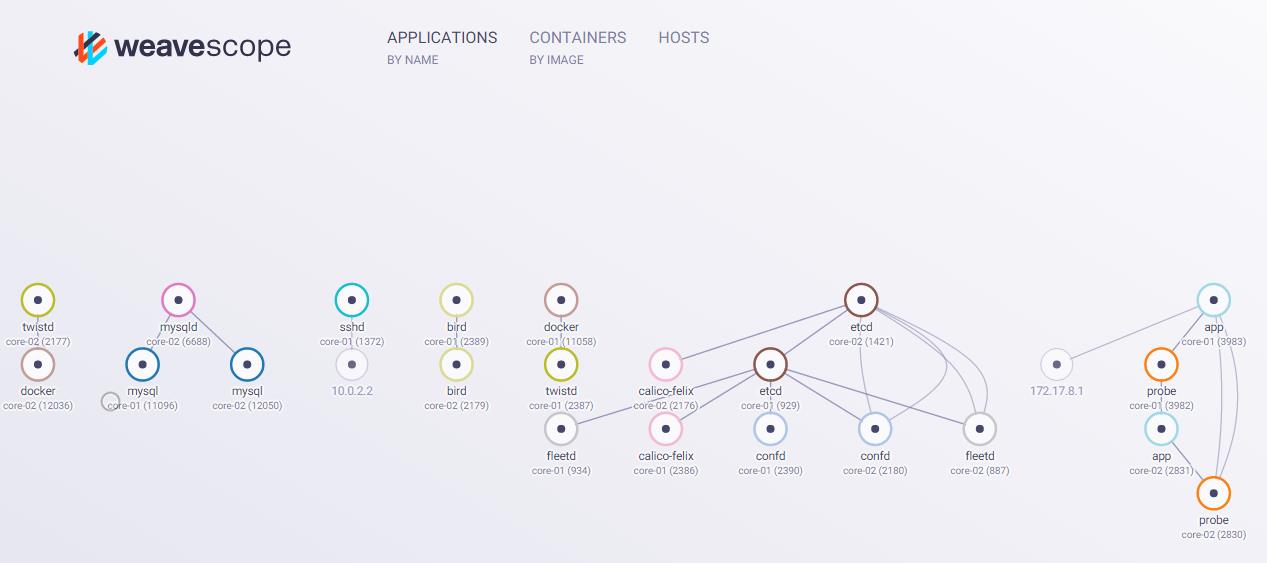 weavescope
APPLICATIONS CONTAINERS HOSTS
BY NAME BY IMAGE
twistd mysqld sshd bird docker etcd app
core-02 (2177) core-02 (6688) core-01 (1372) core-01 (2389) core-01 (11058) core-02 (1421) core-01 (3983)
docker mysql mysql 10.0.2.2 bird twistd calico-felix etcd 172.17.8.1 probe
core-02 (12036) core-01 (11096) core-02 (12050) core-02 (2179) core-01 (2387) core-02 (2176) core-01 (929) core-01 (3982)
fleetd calico-felix confd confd fleetd app
core-01 (934) core-01 (2386) core-01 (2390) core-02 (2180) core-02 (887) core-02 (2831)
probe
core-02 (2830)